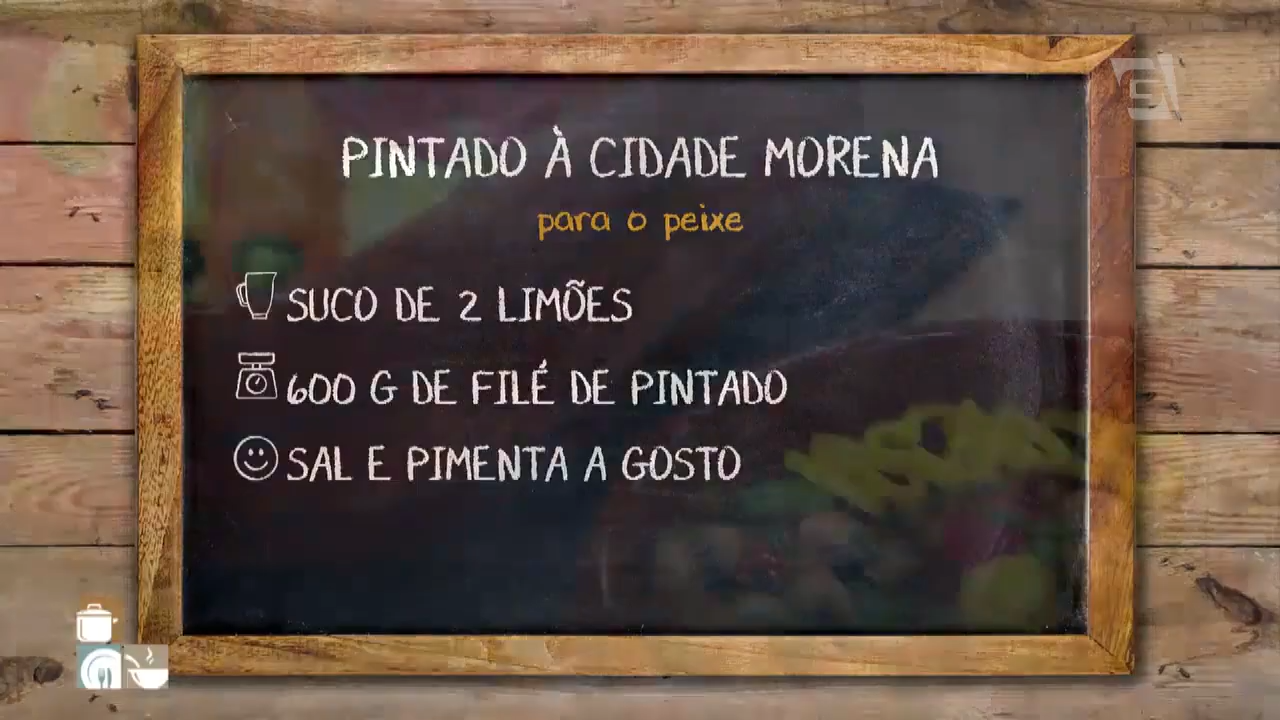 PINTADO À CIDADE MORENA
para o peixe
SUCO DE 2 LIMÕES
600 G DE FILÉ DE PINTADO
SAL E PIMENTA A GOSTO